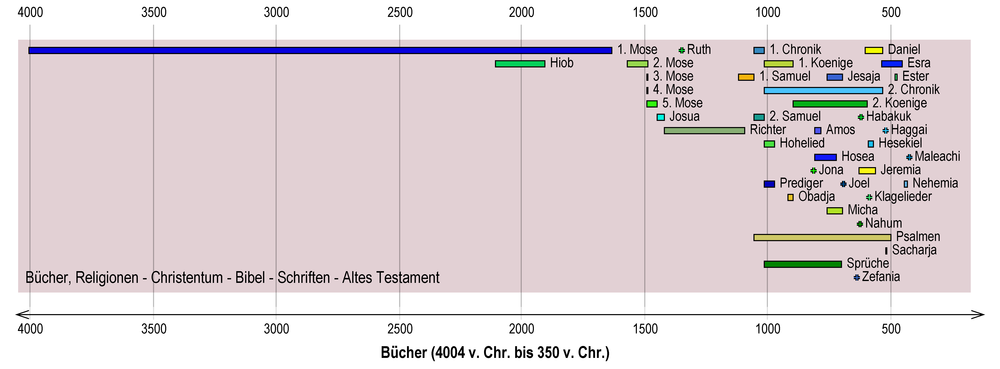 4000 3500 3000 2500 2000 1500 1000 500
1. Mose Ruth 1. Chronik Daniel
Hiob 2. Mose 1. Koenige Esra
3. Mose 1. Samuel Jesaja Ester
4. Mose 2. Chronik
5. Mose 2. Koenige
Josua 2. Samuel Habakuk
Richter Amos Haggai
Hohelied Hesekiel
Hosea Maleachi
Jona Jeremia
Prediger Joel Nehemia
Obadja Klagelieder
Micha
Nahum
Psalmen
Sacharja
Sprüche
Zefania
Bücher, Religionen - Christentum - Bibel - Schriften - Altes Testament
4000 3500 3000 2500 2000 1500 1000 500
Bücher (4004 v. Chr. bis 350 v. Chr.)